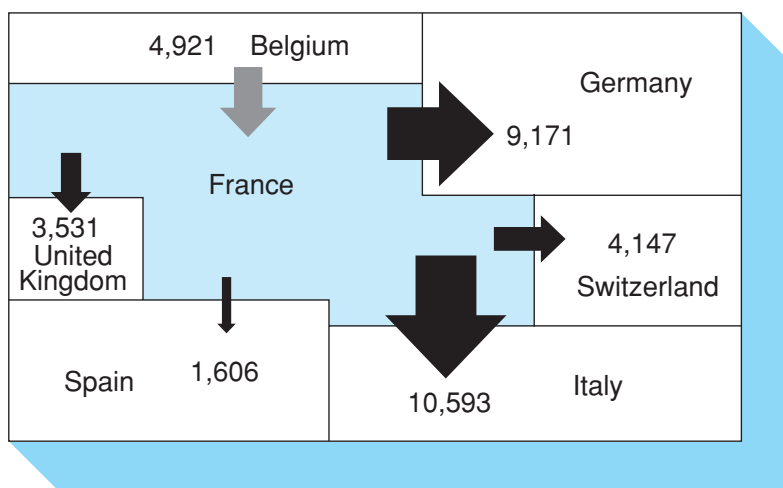 4,921 Belgium
Germany
9,171
France
3,531
United
Kingdom
4,147
Switzerland
Spain 1,606
Italy
10,593